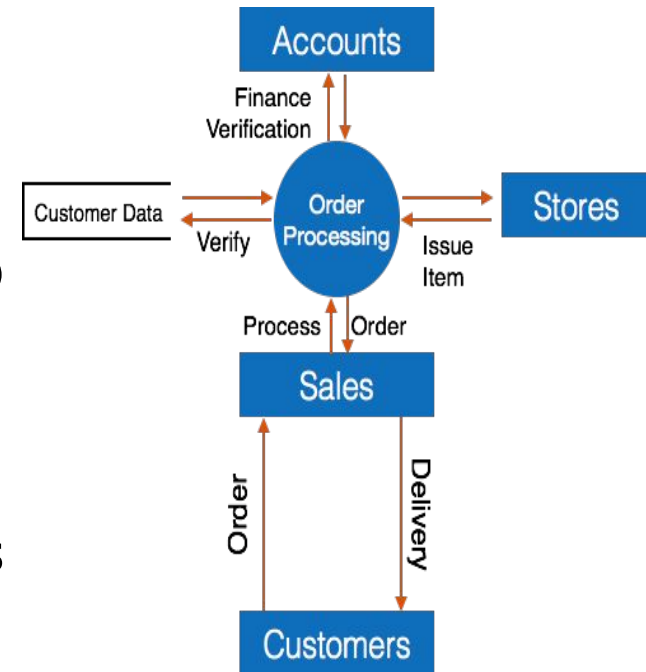 Accounts
Finance
Verification
Customer Data
Order
Processing
Stores
Verify
Issue
Item
Process
Order
Sales
Order
Delivery
Customers